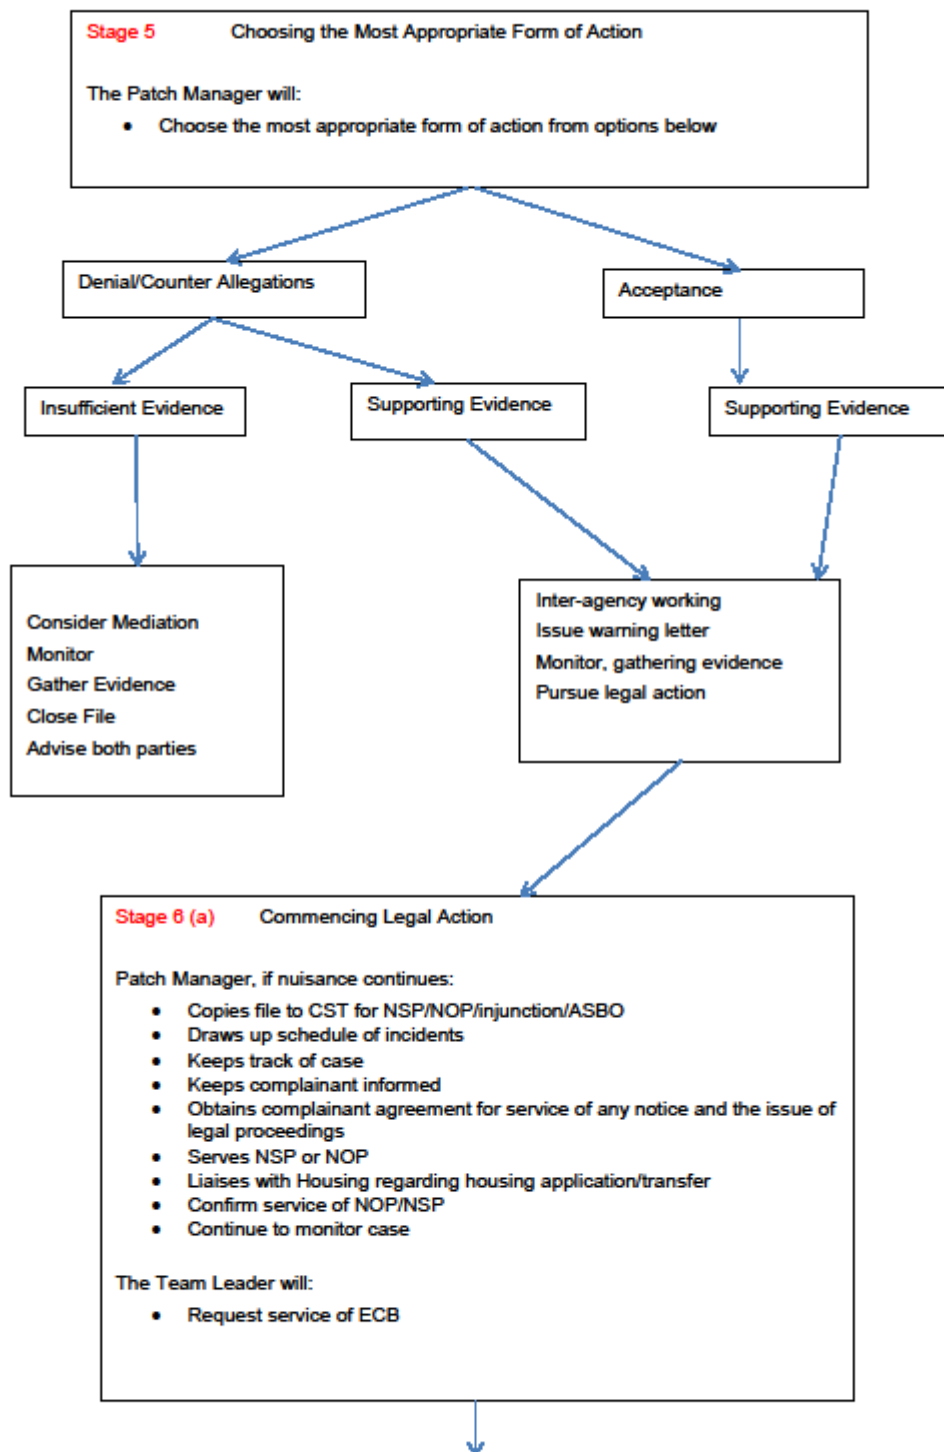 Stage 5 Choosing the Most Appropriate Form of Action
The Patch Manager will:
• Choose the most appropriate form of action from options below
Denial/Counter Allegations
Acceptance
Insufficient Evidence
Supporting Evidence
Supporting Evidence
Consider Mediation
Monitor
Gather Evidence
Close File
Advise both parties
Inter-agency working
Issue warning letter
Monitor, gathering evidence
Pursue legal action
Stage 6 (a) Commencing Legal Action
Patch Manager, if nuisance continues:
• Copies file to CST for NSP/NOP/injunction/ASBO
• Draws up schedule of incidents
• Keeps track of case
• Keeps complainant informed
• Obtains complainant agreement for service of any notice and the issue of
legal proceedings
• Serves NSP or NOP
• Liaises with Housing regarding housing application/transfer
• Confirm service of NOP/NSP
• Continue to monitor case
The Team Leader will:
• Request service of ECB